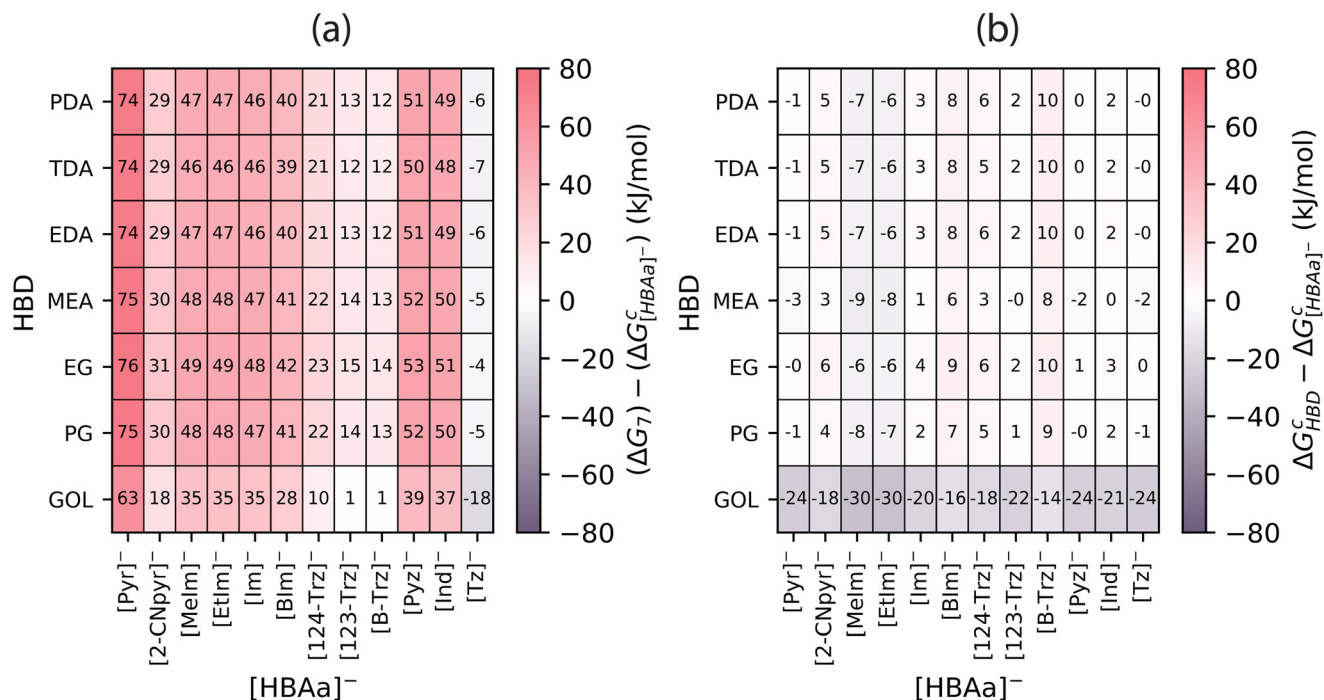 (a)
(b)
PDA 74 29 47 47 46 40 21 13 12 51 49 -6
TDA 74 29 46 46 46 39 21 12 12 50 48 -7
EDA 74 29 47 47 46 40 21 13 12 51 49 -6
MEA 75 30 48 48 47 41 22 14 13 52 50 -5
EG 76 31 49 49 48 42 23 15 14 53 51 -4
PG 75 30 48 48 47 41 22 14 13 52 50 -5
GOL 63 18 35 35 35 28 10 1 1 39 37 -18
HBD
[Pyr]⁻ [2-CNpyr]⁻ [MeIm]⁻ [EtIm]⁻ [Im]⁻ [BIm]⁻ [124-Trz]⁻ [123-Trz]⁻ [B-Trz]⁻ [Pyz]⁻ [Ind]⁻ [Tz]⁻
[HBAa]⁻
80
60
40
20
0
−20
−40
−60
−80
(ΔG₇) − (ΔG^c_{[HBAa]⁻}) (kJ/mol)
PDA -1 5 -7 -6 3 8 6 2 10 0 2 -0
TDA -1 5 -7 -6 3 8 5 2 10 0 2 -0
EDA -1 5 -7 -6 3 8 6 2 10 0 2 -0
MEA -3 3 -9 -8 1 6 3 -0 8 -2 0 -2
EG -0 6 -6 -6 4 9 6 2 10 1 3 0
PG -1 4 -8 -7 2 7 5 1 9 -0 2 -1
GOL -24 -18 -30 -30 -20 -16 -18 -22 -14 -24 -21 -24
HBD
[Pyr]⁻ [2-CNpyr]⁻ [MeIm]⁻ [EtIm]⁻ [Im]⁻ [BIm]⁻ [124-Trz]⁻ [123-Trz]⁻ [B-Trz]⁻ [Pyz]⁻ [Ind]⁻ [Tz]⁻
[HBAa]⁻
80
60
40
20
0
−20
−40
−60
−80
ΔG^c_{HBD} − ΔG^c_{[HBAa]⁻} (kJ/mol)